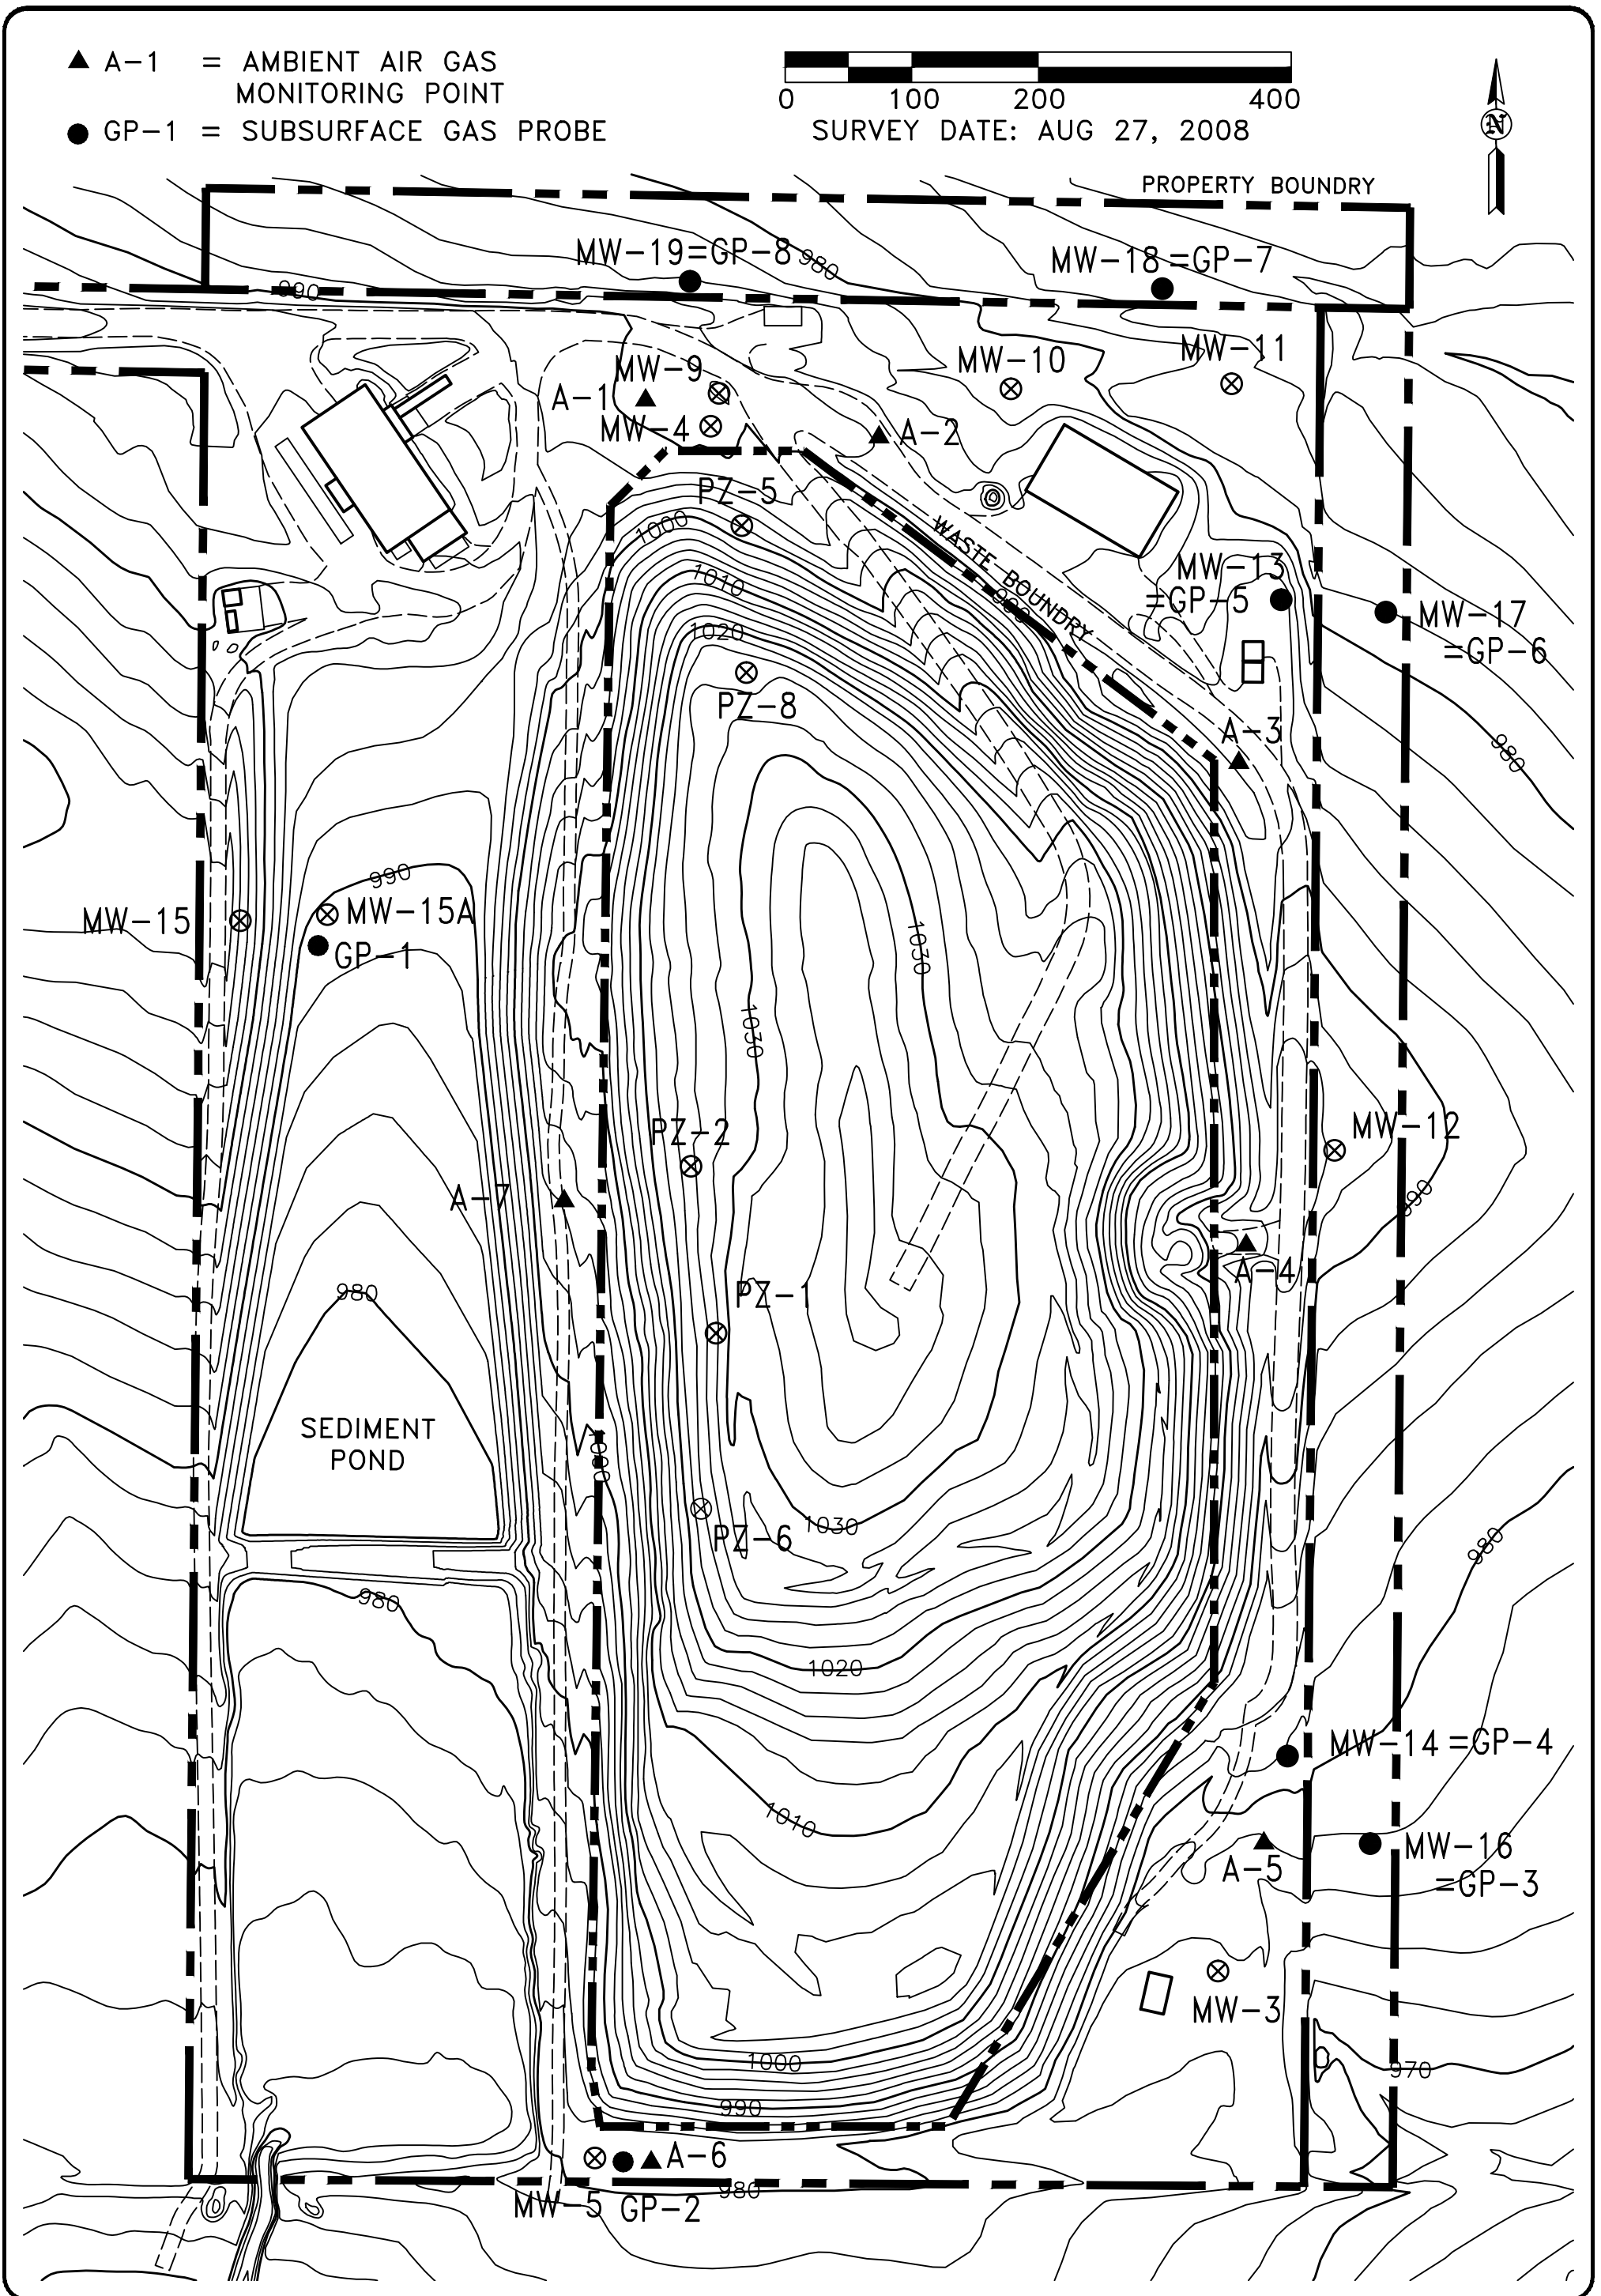 A-1 = AMBIENT AIR GAS
MONITORING POINT
GP-1 = SUBSURFACE GAS PROBE
0 100 200 400
SURVEY DATE: AUG 27, 2008
N
PROPERTY BOUNDRY
MW-19=GP-8
980
MW-18=GP-7
990
MW-9
MW-10
MW-11
A-1
MW-4
A-2
PZ-5
1000
WASTE BOUNDRY
990
MW-13
=GP-5
1010
MW-17
=GP-6
1020
PZ-8
A-3
980
990
MW-15
MW-15A
GP-1
1030
1030
PZ-2
MW-12
A-7
990
A-4
980
PZ-1
SEDIMENT
POND
1000
PZ-6
1030
980
980
1020
MW-14=GP-4
1010
A-5
MW-16
=GP-3
MW-3
1000
970
990
A-6
980
MW-5 GP-2